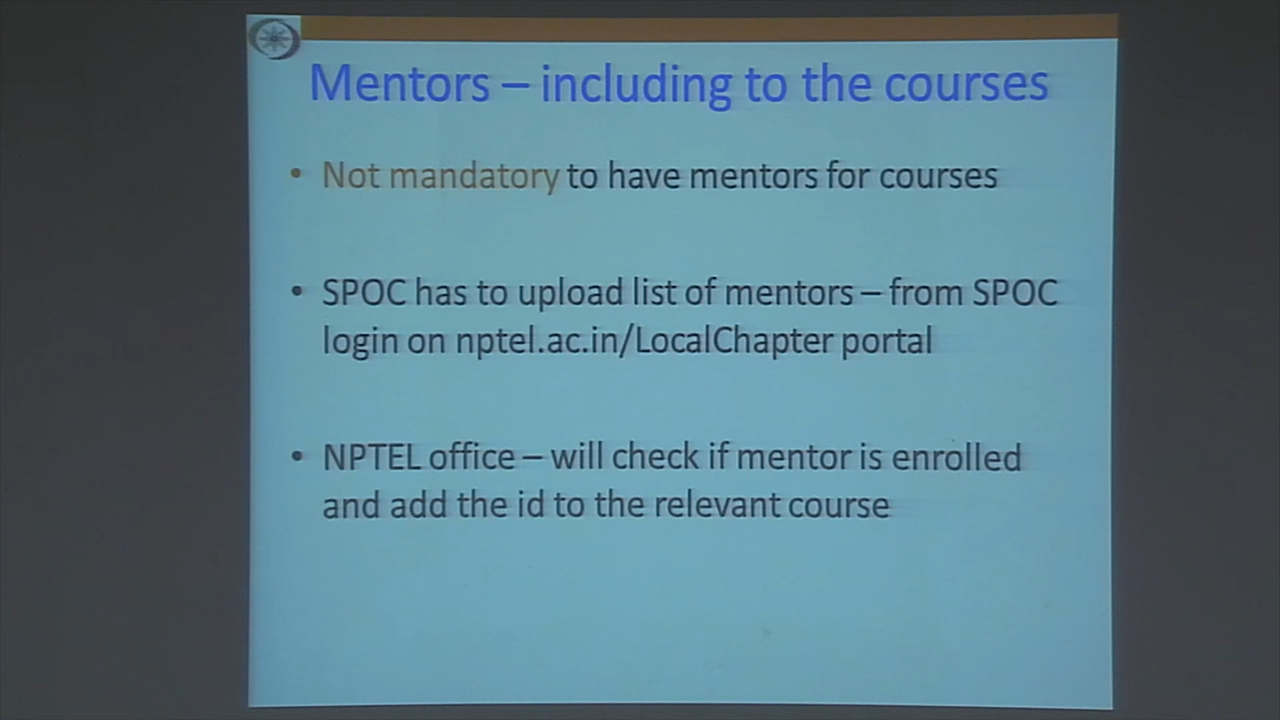 Mentors – including to the courses
• Not mandatory to have mentors for courses
• SPOC has to upload list of mentors – from SPOC
login on nptel.ac.in/LocalChapter portal
• NPTEL office – will check if mentor is enrolled
and add the id to the relevant course